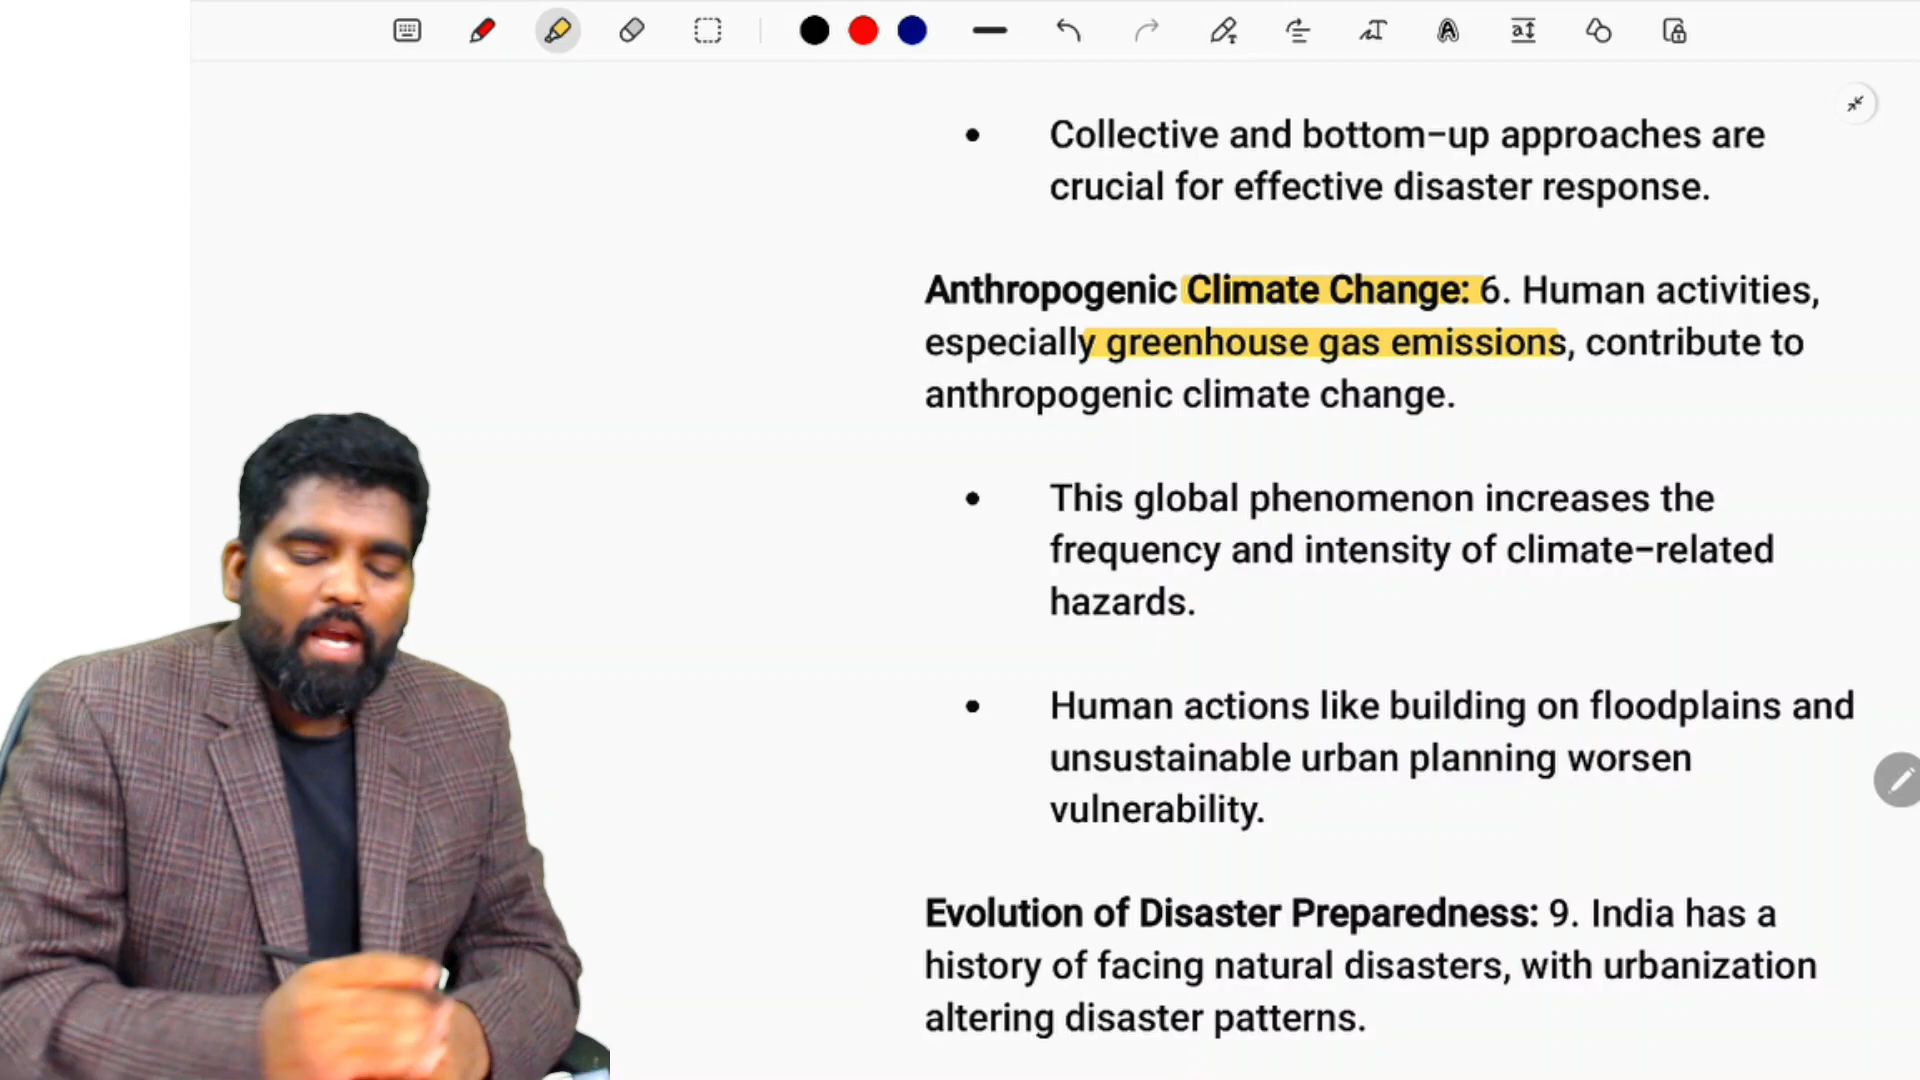 • Collective and bottom-up approaches are
crucial for effective disaster response.
Anthropogenic Climate Change: 6. Human activities,
especially greenhouse gas emissions, contribute to
anthropogenic climate change.
• This global phenomenon increases the
frequency and intensity of climate-related
hazards.
• Human actions like building on floodplains and
unsustainable urban planning worsen
vulnerability.
Evolution of Disaster Preparedness: 9. India has a
history of facing natural disasters, with urbanization
altering disaster patterns.